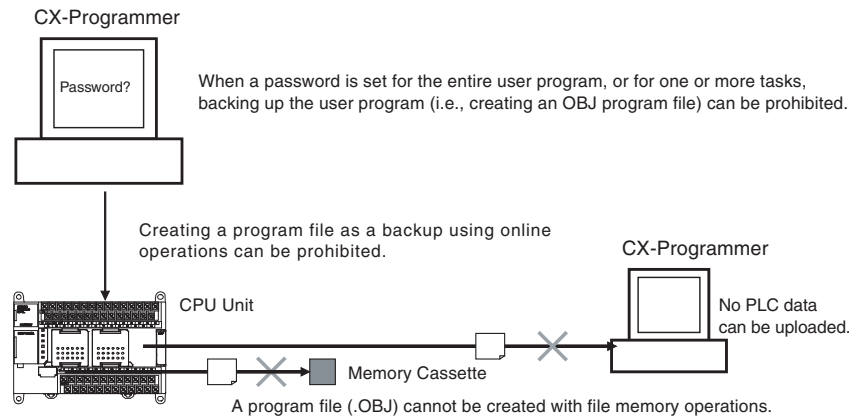 CX-Programmer
Password?
When a password is set for the entire user program, or for one or more tasks,
backing up the user program (i.e., creating an OBJ program file) can be prohibited.
Creating a program file as a backup using online
operations can be prohibited.
CX-Programmer
CPU Unit
No PLC data
can be uploaded.
Memory Cassette
A program file (.OBJ) cannot be created with file memory operations.